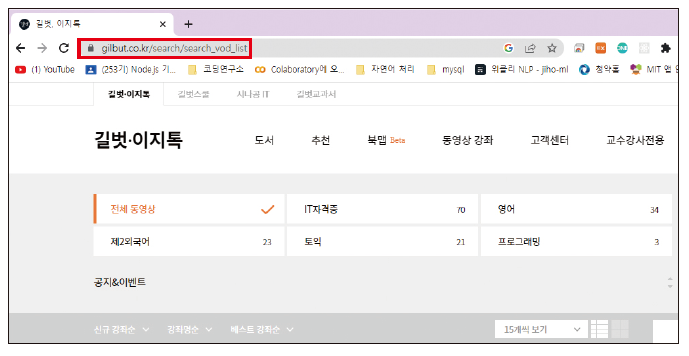 길벗, 이지톡
gilbut.co.kr/search/search_vod_list
(1) YouTube (253기) Node.js 기... 코딩연구소 Colaboratory에 오... 자연어 처리 mysql 위클리 NLP - jiho-ml 청약홈 MIT 앱 인
길벗·이지톡 길벗스쿨 시나공 IT 길벗교과서
길벗·이지톡 도서 추천 북맵 Beta 동영상 강좌 고객센터 교수강사전용
전체 동영상 IT자격증 70 영어 34
제2외국어 23 토익 21 프로그래밍 3
공지&이벤트
신규 강좌순 강좌명순 베스트 강좌순 15개씩 보기